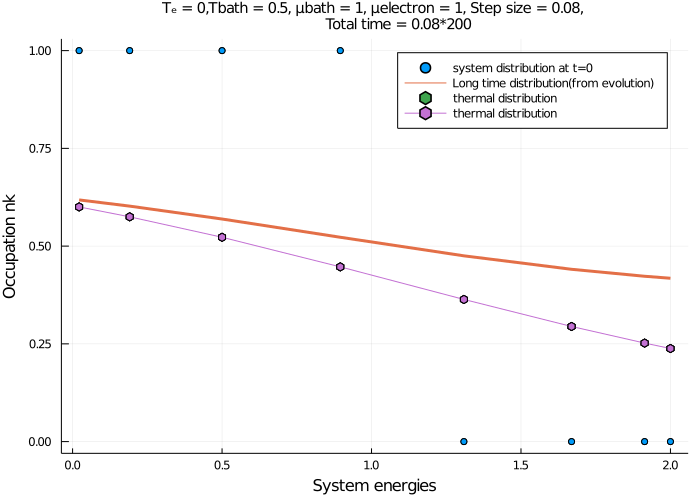 Tₑ = 0,Tbath = 0.5, μbath = 1, μelectron = 1, Step size = 0.08,
Total time = 0.08*200
system distribution at t=0
Long time distribution(from evolution)
thermal distribution
thermal distribution
Occupation nk
1.00
0.75
0.50
0.25
0.00
0.0 0.5 1.0 1.5 2.0
System energies